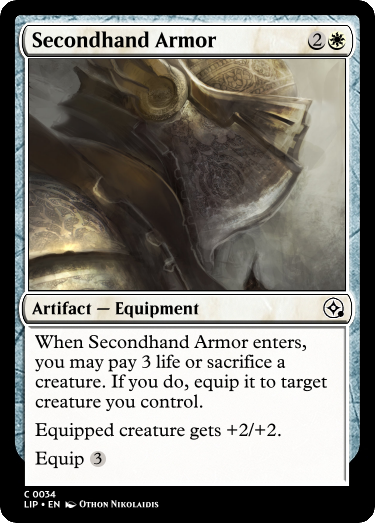 Secondhand Armor 2
Artifact — Equipment
When Secondhand Armor enters,
you may pay 3 life or sacrifice a
creature. If you do, equip it to target
creature you control.
Equipped creature gets +2/+2.
Equip 3
C 0034
LIP • EN Othon Nikolaidis